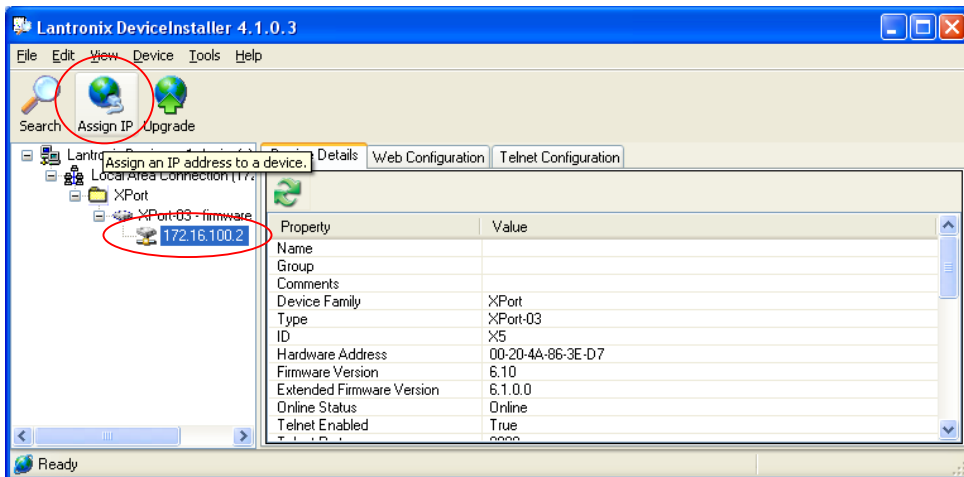 Lantronix DeviceInstaller 4.1.0.3
File Edit View Device Tools Help
Search Assign IP Upgrade
Assign an IP address to a device.
Details Web Configuration Telnet Configuration
Local Area Connection (172
XPort
XPort-03 - firmware
172.16.100.2
Property Value
Name
Group
Comments
Device Family XPort
Type XPort-03
ID X5
Hardware Address 00-20-4A-86-3E-D7
Firmware Version 6.10
Extended Firmware Version 6.1.0.0
Online Status Online
Telnet Enabled True
Ready